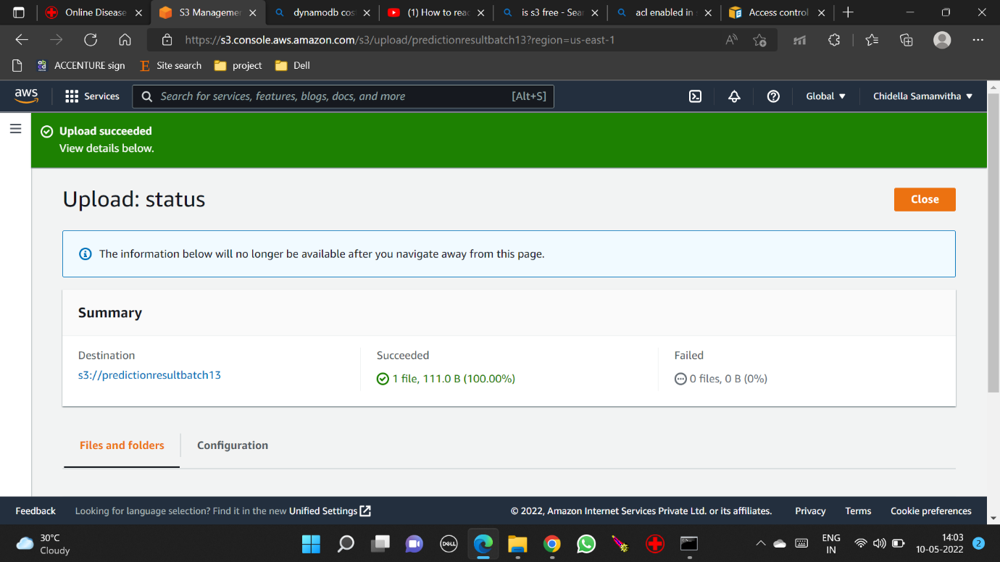 Online Disease
S3 Managemen
dynamodb cos
(1) How to read
is s3 free - Sear
acl enabled in s
Access control
https://s3.console.aws.amazon.com/s3/upload/predictionresultbatch13?region=us-east-1
ACCENTURE sign
Site search
project
Dell
aws
Services
Search for services, features, blogs, docs, and more
[Alt+S]
Global
Chidella Samanvitha
Upload succeeded
View details below.
Upload: status
Close
The information below will no longer be available after you navigate away from this page.
Summary
Destination
s3://predictionresultbatch13
Succeeded
1 file, 111.0 B (100.00%)
Failed
0 files, 0 B (0%)
Files and folders
Configuration
Feedback
Looking for language selection? Find it in the new Unified Settings
© 2022, Amazon Internet Services Private Ltd. or its affiliates.
Privacy
Terms
Cookie preferences
30°C
Cloudy
DELL
ENG
IN
14:03
10-05-2022
2